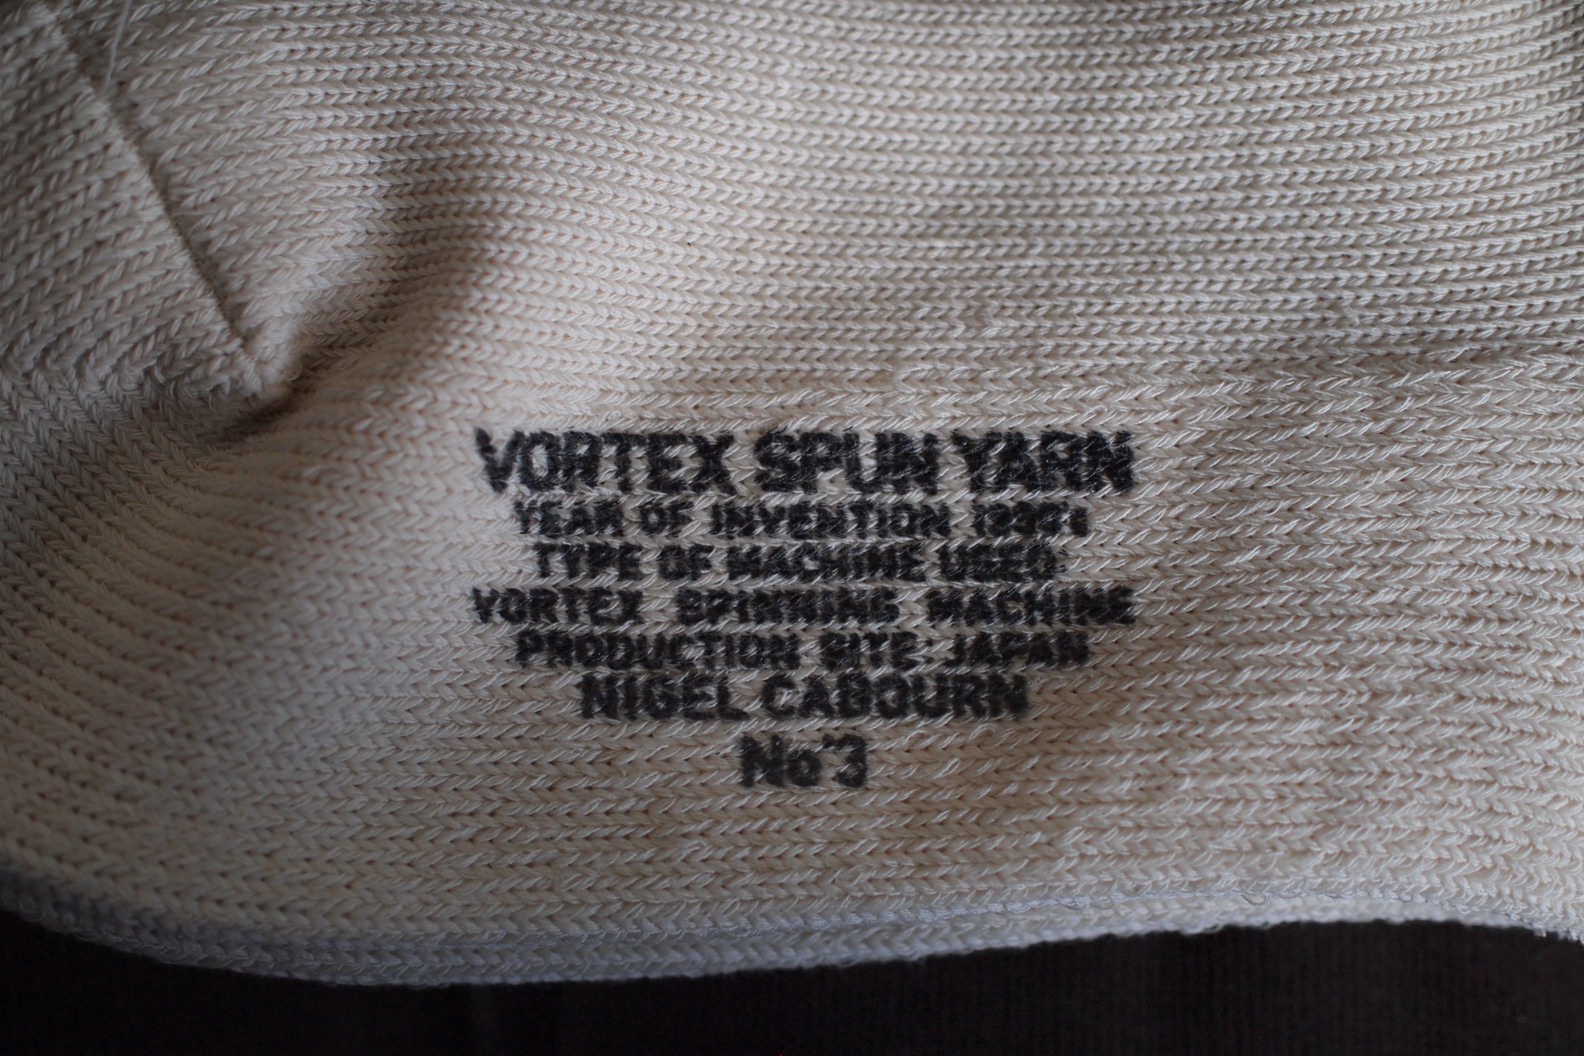 VORTEX SPUN YARN
YEAR OF INVENTION
TYPE OF MACHINE USED:
VORTEX SPINNING MACHINE
PRODUCTION SITE: JAPAN
NIGEL CABOURN
No°3